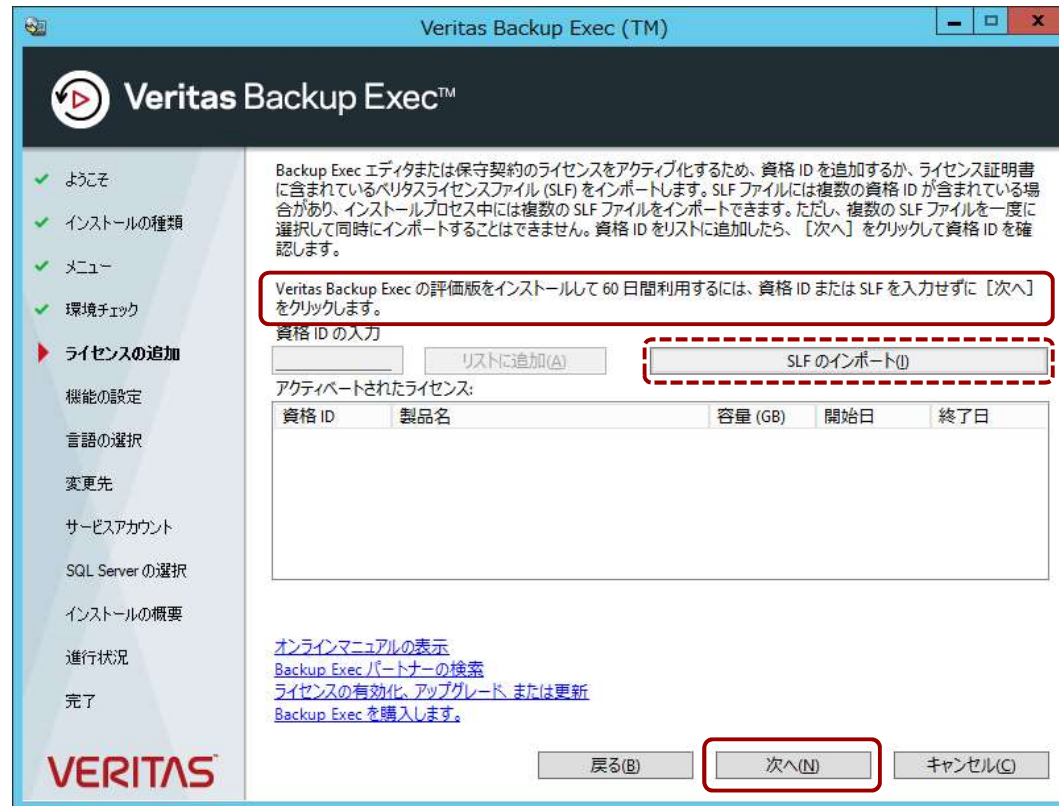 Veritas Backup Exec (TM)
Veritas Backup Exec™
ようこそ
インストールの種類
メニュー
環境チェック
ライセンスの追加
機能の設定
言語の選択
変更先
サービスアカウント
SQL Server の選択
インストールの概要
進行状況
完了
VERITAS
Backup Exec エディタまたは保守契約のライセンスをアクティブ化するため、資格 ID を追加するか、ライセンス証明書
に含まれているベリタスライセンスファイル (SLF) をインポートします。SLF ファイルには複数の資格 ID が含まれている場
合があり、インストールプロセス中には複数の SLF ファイルをインポートできます。ただし、複数の SLF ファイルを一度に
選択して同時にインポートすることはできません。資格 ID をリストに追加したら、［次へ］をクリックして資格 ID を確
認します。
Veritas Backup Exec の評価版をインストールして 60 日間利用するには、資格 ID または SLF を入力せずに［次へ］
をクリックします。
資格 ID の入力
リストに追加(A) SLF のインポート(I)
アクティベートされたライセンス:
資格 ID 製品名 容量 (GB) 開始日 終了日
オンラインマニュアルの表示
Backup Exec パートナーの検索
ライセンスの有効化、アップグレード、または更新
Backup Exec を購入します。
戻る(B) 次へ(N) キャンセル(C)